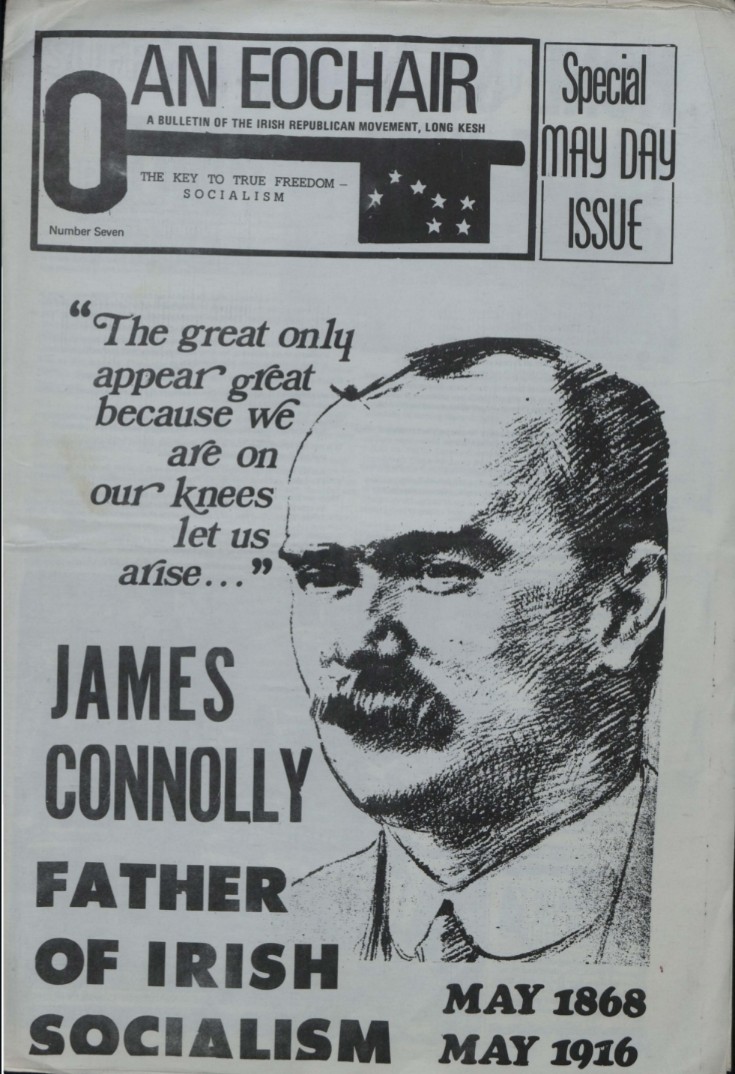 AN EOCHAIR
A BULLETIN OF THE IRISH REPUBLICAN MOVEMENT, LONG KESH
THE KEY TO TRUE FREEDOM –
SOCIALISM
Number Seven
Special
MAY DAY
ISSUE
“The great only
appear great
because we
are on
our knees
let us
arise...”
JAMES
CONNOLLY
FATHER
OF IRISH
SOCIALISM
MAY 1868
MAY 1916